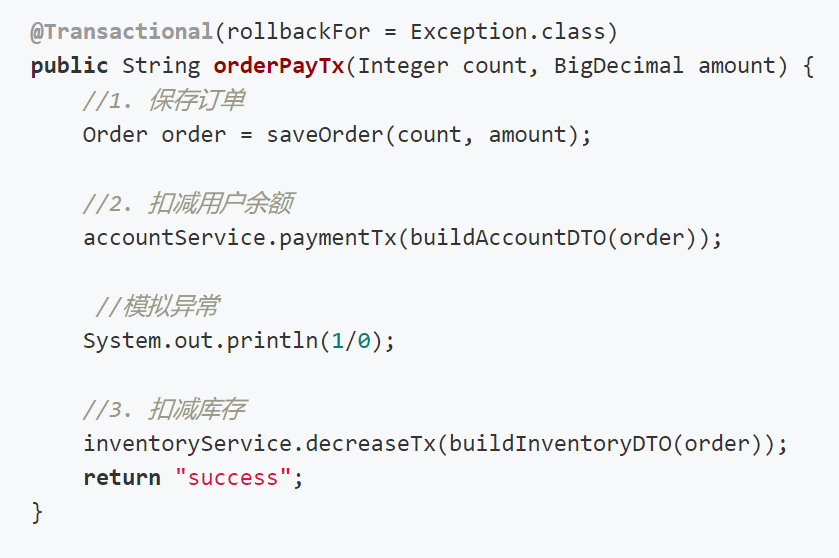 @Transactional(rollbackFor = Exception.class)
public String orderPayTx(Integer count, BigDecimal amount) {
//1. 保存订单
Order order = saveOrder(count, amount);
//2. 扣减用户余额
accountService.paymentTx(buildAccountDTO(order));
//模拟异常
System.out.println(1/0);
//3. 扣减库存
inventoryService.decreaseTx(buildInventoryDTO(order));
return "success";
}